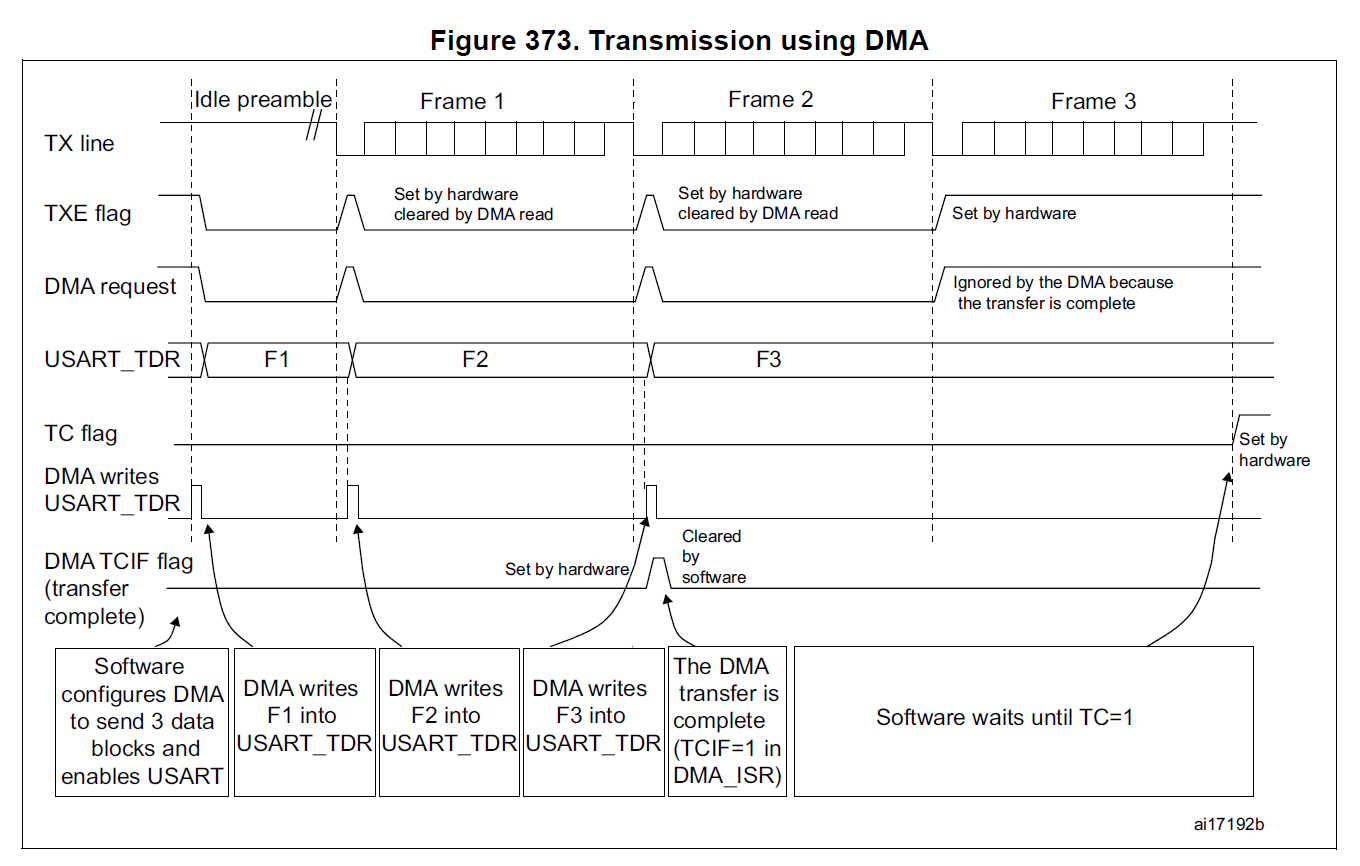 Figure 373. Transmission using DMA
Idle preamble
Frame 1
Frame 2
Frame 3
TX line
TXE flag
Set by hardware
cleared by DMA read
Set by hardware
cleared by DMA read
Set by hardware
DMA request
Ignored by the DMA because
the transfer is complete
USART_TDR
F1
F2
F3
TC flag
Set by
hardware
DMA writes
USART_TDR
DMA TCIF flag
(transfer
complete)
Set by hardware
Cleared
by
software
Software
configures DMA
to send 3 data
blocks and
enables USART
DMA writes
F1 into
USART_TDR
DMA writes
F2 into
USART_TDR
DMA writes
F3 into
USART_TDR
The DMA
transfer is
complete
(TCIF=1 in
DMA_ISR)
Software waits until TC=1
ai17192b